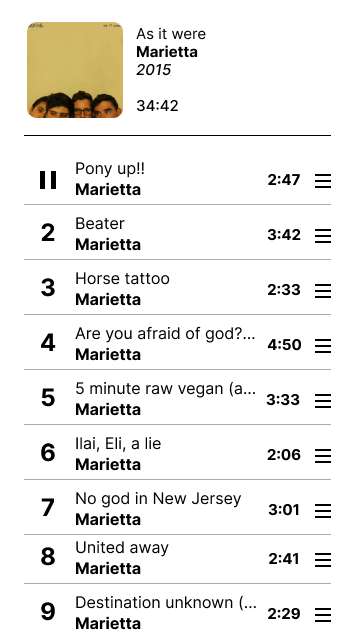 As it were
Marietta
2015
34:42
Pony up!!
Marietta
2:47
2
Beater
Marietta
3:42
3
Horse tattoo
Marietta
2:33
4
Are you afraid of god?...
Marietta
4:50
5
5 minute raw vegan (a...
Marietta
3:33
6
Ilai, Eli, a lie
Marietta
2:06
7
No god in New Jersey
Marietta
3:01
8
United away
Marietta
2:41
9
Destination unknown (...
Marietta
2:29